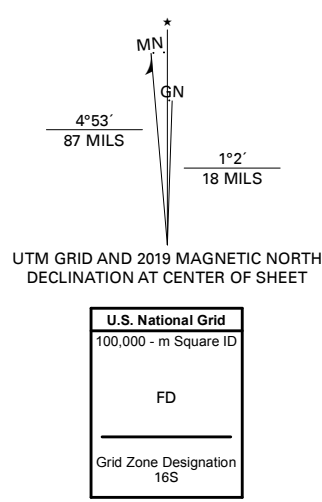 ★
MN
GN
4°53´
87 MILS
1°2´
18 MILS
UTM GRID AND 2019 MAGNETIC NORTH
DECLINATION AT CENTER OF SHEET
U.S. National Grid
100,000 - m Square ID
FD
Grid Zone Designation
16S